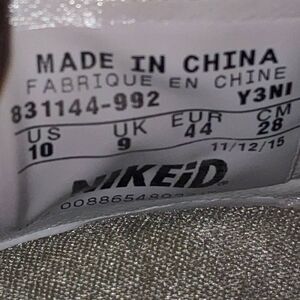 MADE IN CHINA
FABRIQUE EN CHINE
831144-992 Y3NI
US UK EUR CM
10 9 44 28
11/12/15
NIKEiD